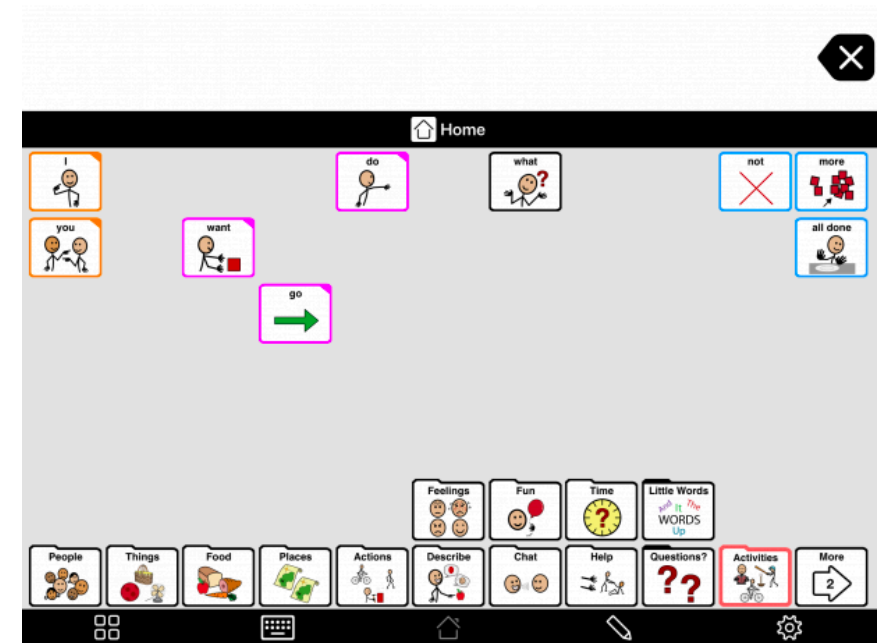 Home
I
do
what
not
more
you
want
all done
go
Feelings
Fun
Time
Little Words
And It The
WORDS
Up
People
Things
Food
Places
Actions
Describe
Chat
Help
Questions?
Activities
More
2